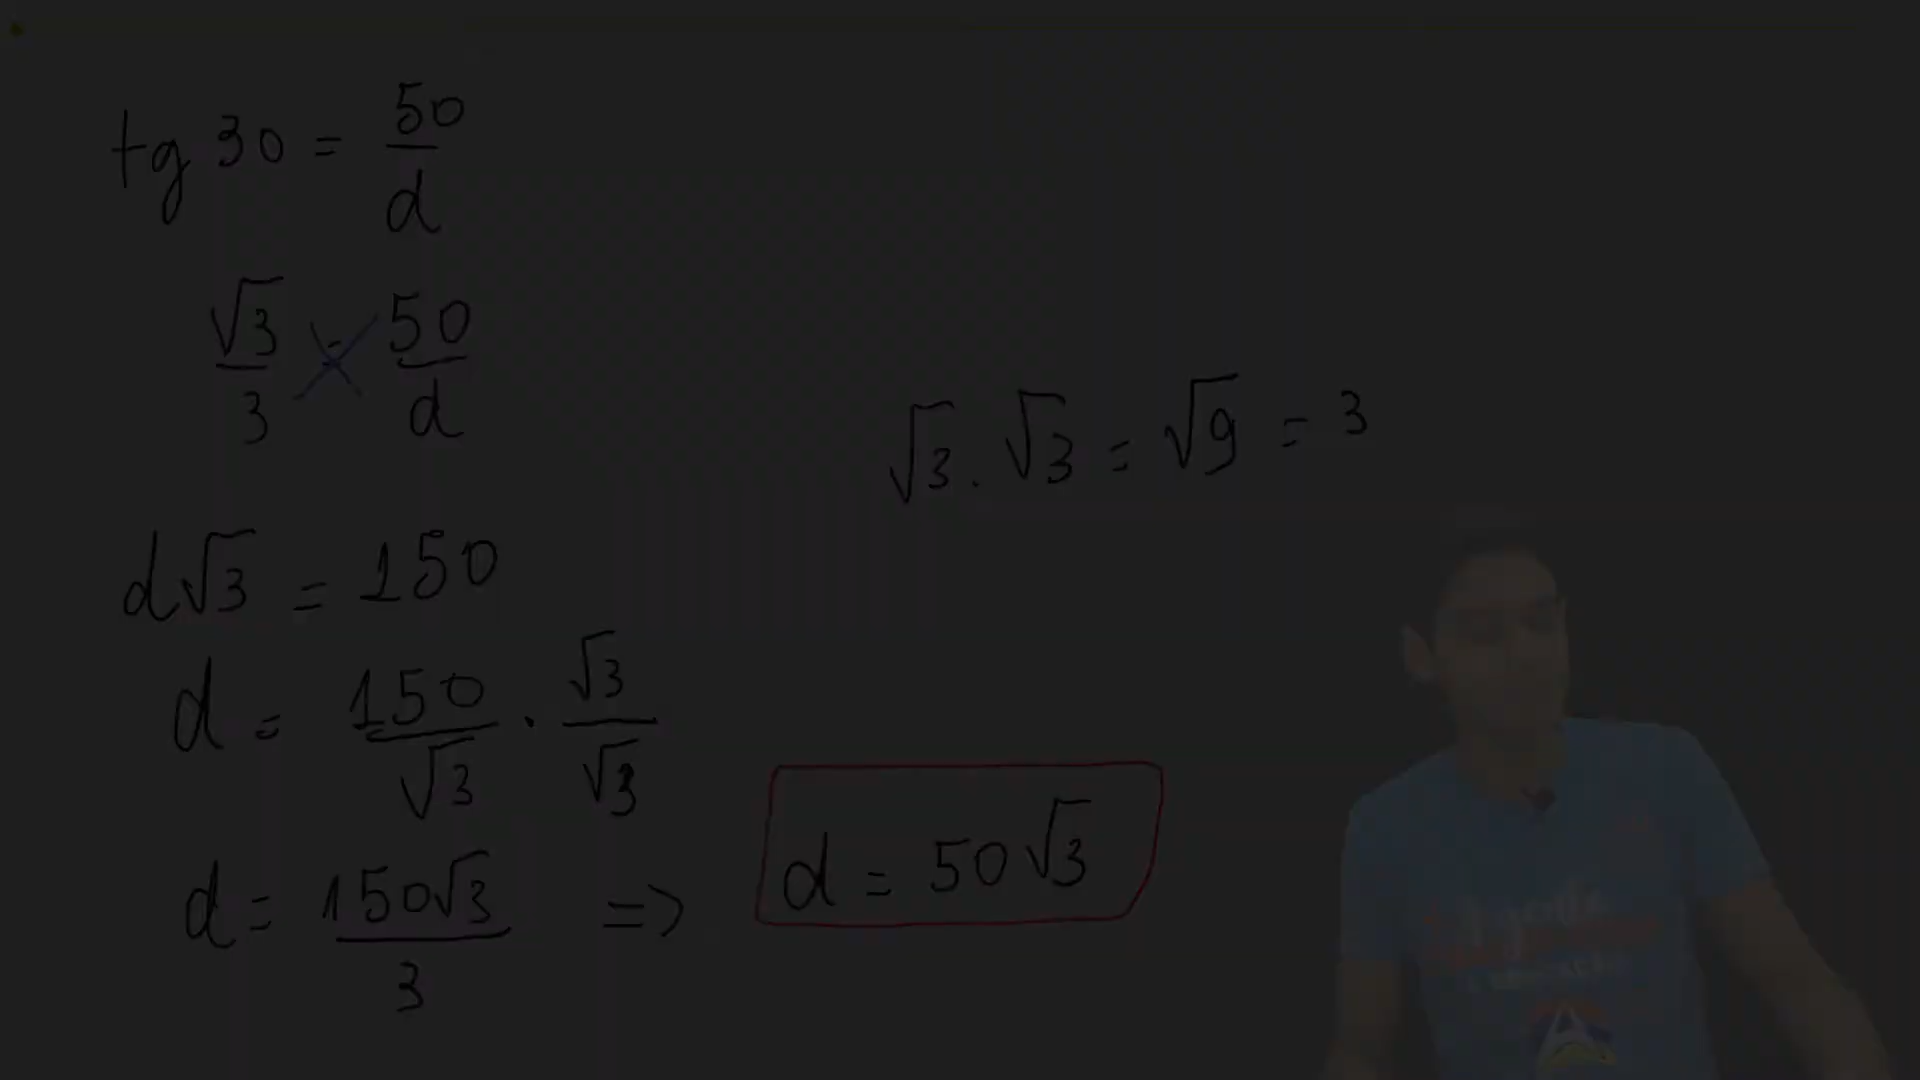 tg 30 = 50/d
√3/3 = 50/d
√3 . √3 = √9 = 3
d√3 = 150
d = 150/√3 . √3/√3
d = 150√3/3 => d = 50√3